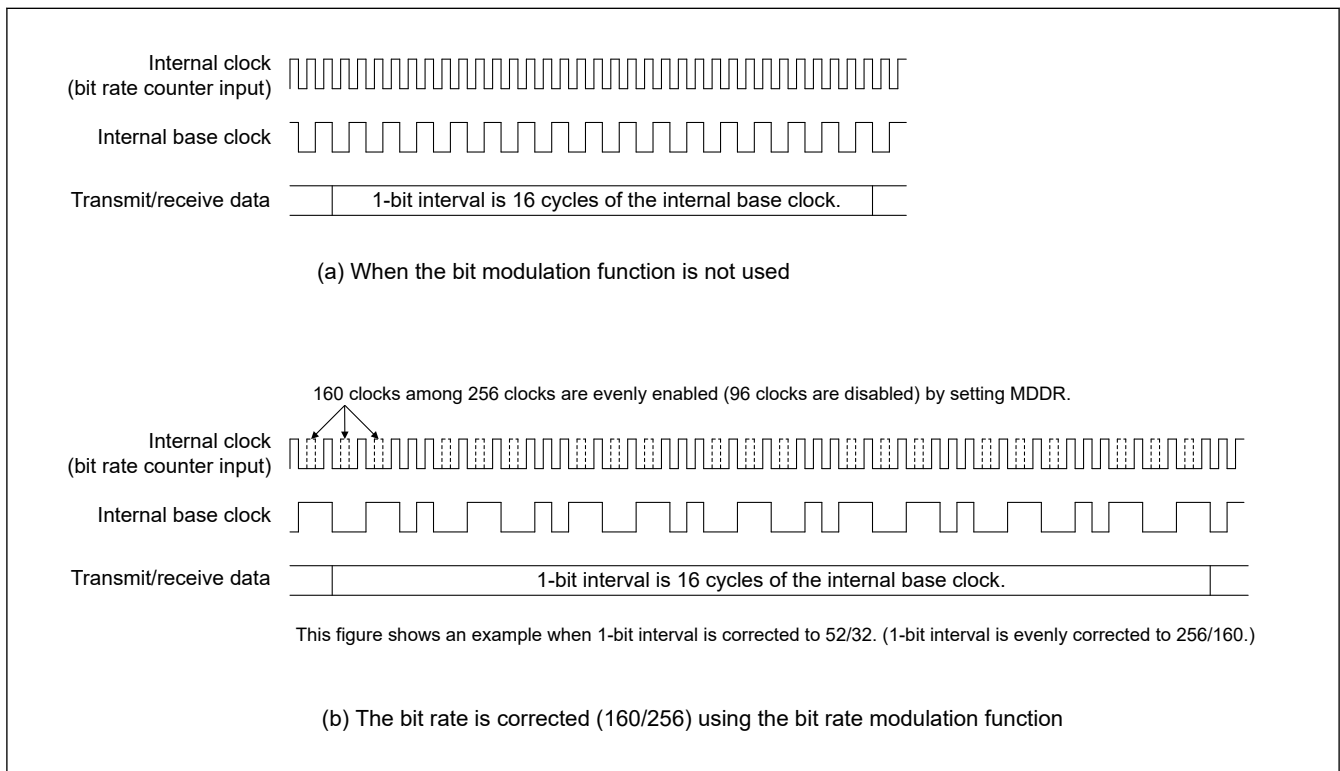 Internal clock
(bit rate counter input)
Internal base clock
Transmit/receive data
1-bit interval is 16 cycles of the internal base clock.
(a) When the bit modulation function is not used
160 clocks among 256 clocks are evenly enabled (96 clocks are disabled) by setting MDDR.
Internal clock
(bit rate counter input)
Internal base clock
Transmit/receive data
1-bit interval is 16 cycles of the internal base clock.
This figure shows an example when 1-bit interval is corrected to 52/32. (1-bit interval is evenly corrected to 256/160.)
(b) The bit rate is corrected (160/256) using the bit rate modulation function